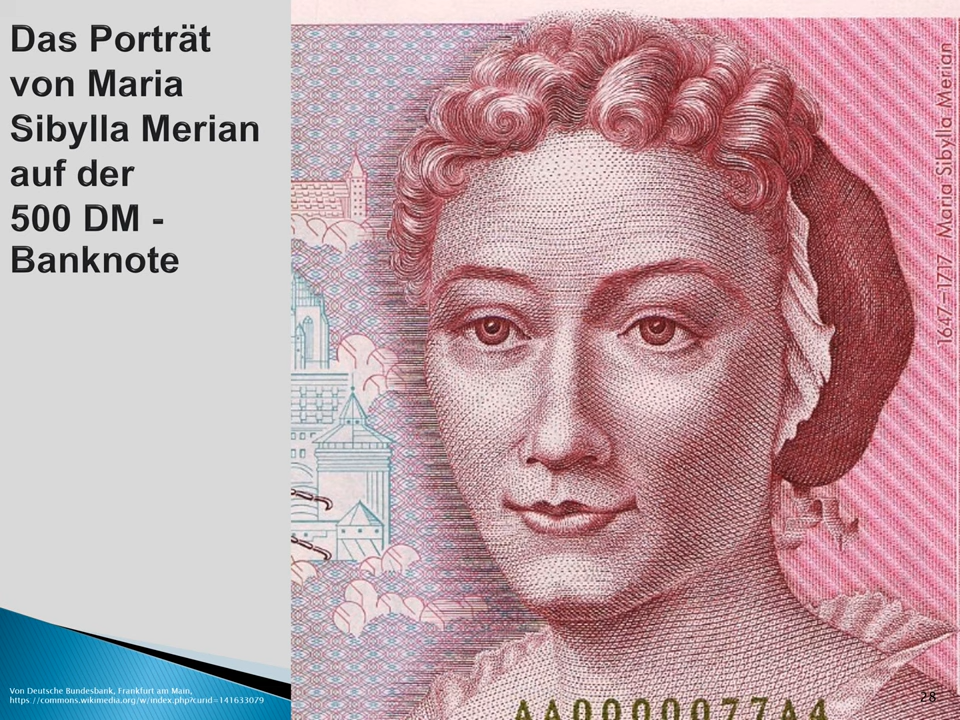 Das Porträt
von Maria
Sibylla Merian
auf der
500 DM -
Banknote
1647–1717 Maria Sibylla Merian
AA0000077A4
Von Deutsche Bundesbank, Frankfurt am Main,
https://commons.wikimedia.org/w/index.php?curid=141633079
28